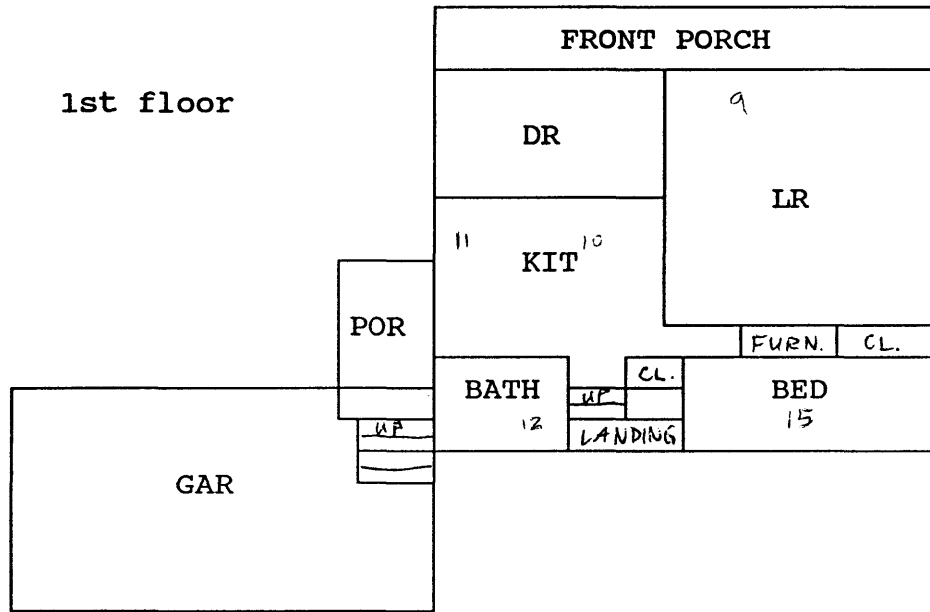 FRONT PORCH
1st floor
9
DR
LR
11
10
KIT
POR
FURN.
CL.
CL.
BATH
UP
BED
12
15
UP
LANDING
GAR